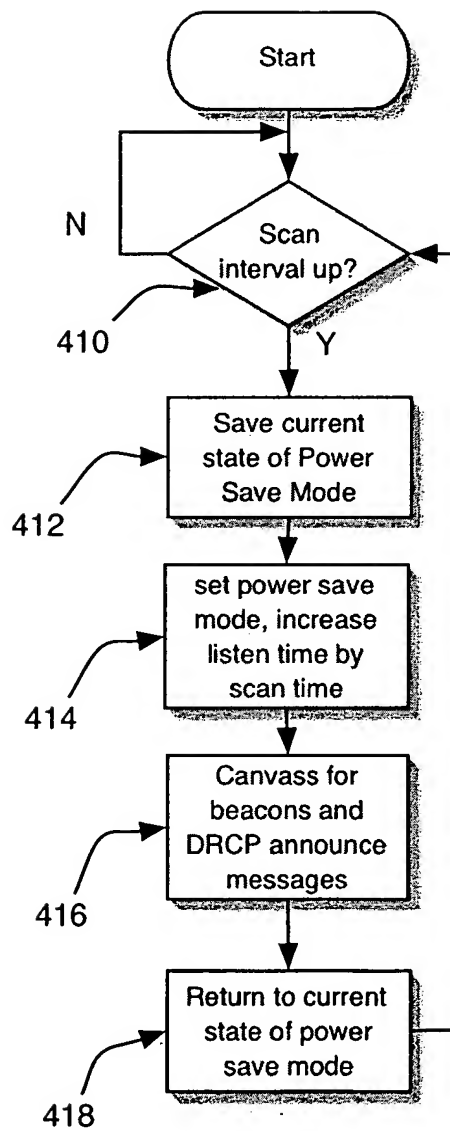 Start
N
Scan
interval up?
410
Y
Save current
state of Power
Save Mode
412
set power save
mode, increase
listen time by
scan time
414
Canvass for
beacons and
DRCP announce
messages
416
Return to current
state of power
save mode
418